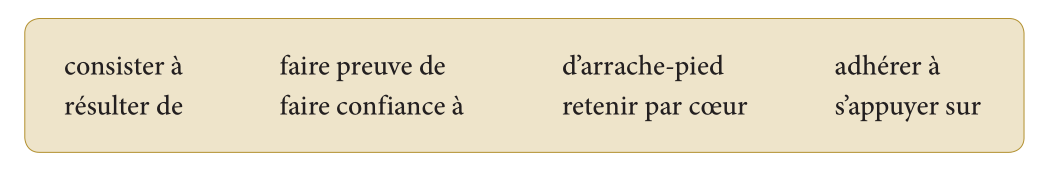 consister à faire preuve de d’arrache-pied adhérer à
résulter de faire confiance à retenir par cœur s’appuyer sur